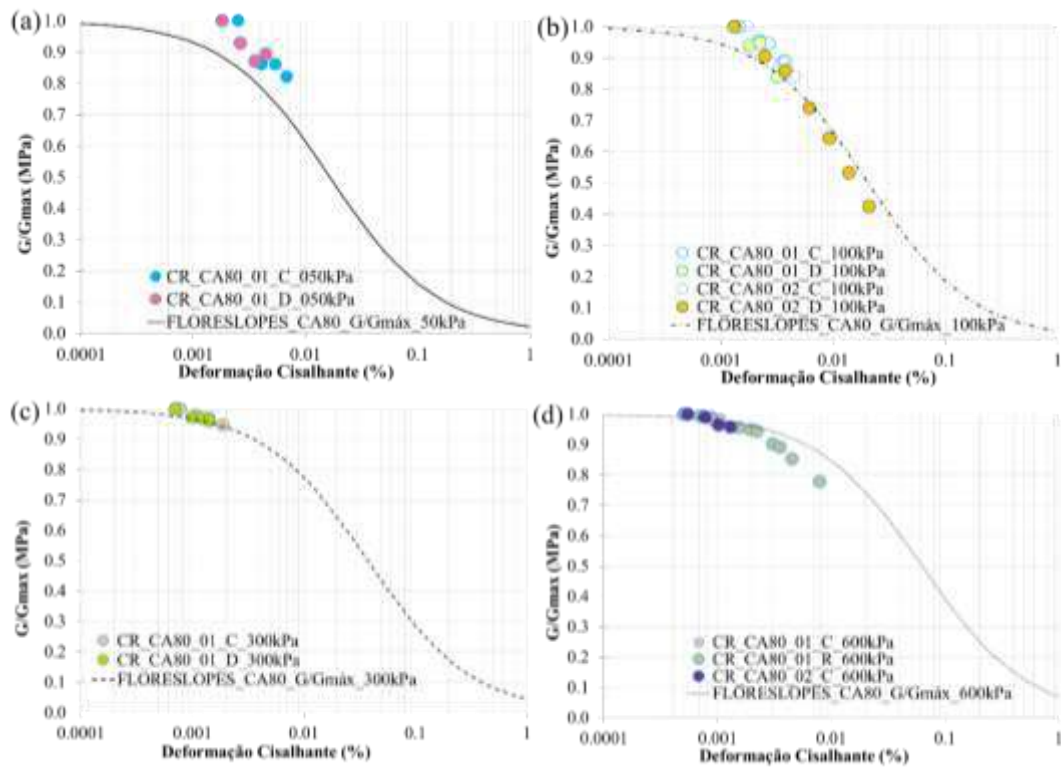 (a)
G/Gmax (MPa)
1.0
0.9
0.8
0.7
0.6
0.5
0.4
0.3
0.2
0.1
0.0
CR_CA80_01_C_050kPa
CR_CA80_01_D_050kPa
FLORESLOPES_CA80_G/Gmáx_50kPa
0.0001 0.001 0.01 0.1 1
Deformação Cisalhante (%)
(b)
G/Gmax (MPa)
1.0
0.9
0.8
0.7
0.6
0.5
0.4
0.3
0.2
0.1
0.0
CR_CA80_01_C_100kPa
CR_CA80_01_D_100kPa
CR_CA80_02_C_100kPa
CR_CA80_02_D_100kPa
FLORESLOPES_CA80_G/Gmáx_100kPa
0.0001 0.001 0.01 0.1 1
Deformação Cisalhante (%)
(c)
G/Gmax (MPa)
1.0
0.9
0.8
0.7
0.6
0.5
0.4
0.3
0.2
0.1
0.0
CR_CA80_01_C_300kPa
CR_CA80_01_D_300kPa
FLORESLOPES_CA80_G/Gmáx_300kPa
0.0001 0.001 0.01 0.1 1
Deformação Cisalhante (%)
(d)
G/Gmax (MPa)
1.0
0.9
0.8
0.7
0.6
0.5
0.4
0.3
0.2
0.1
0.0
CR_CA80_01_C_600kPa
CR_CA80_01_R_600kPa
CR_CA80_02_C_600kPa
FLORESLOPES_CA80_G/Gmáx_600kPa
0.0001 0.001 0.01 0.1 1
Deformação Cisalhante (%)